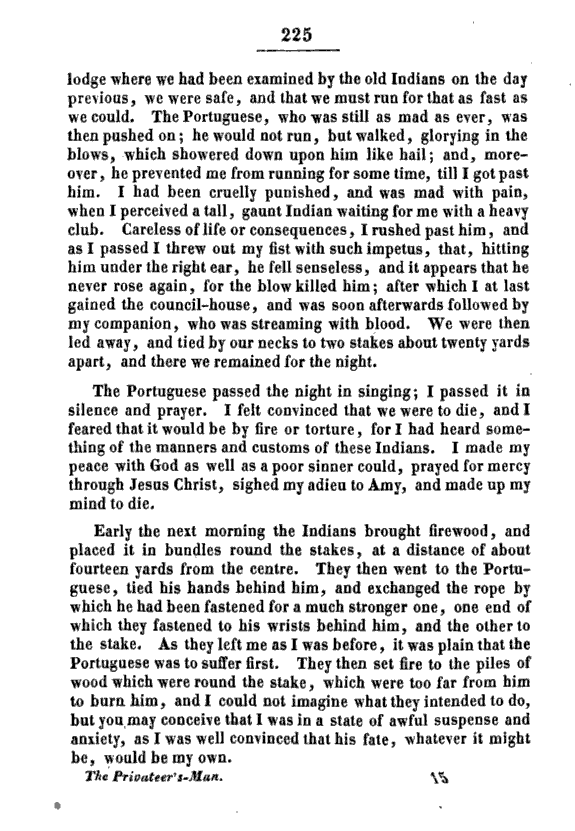 225
lodge where we had been examined by the old Indians on the day
previous, we were safe, and that we must run for that as fast as
we could. The Portuguese, who was still as mad as ever, was
then pushed on; he would not run, but walked, glorying in the
blows, which showered down upon him like hail; and, more-
over, he prevented me from running for some time, till I got past
him. I had been cruelly punished, and was mad with pain,
when I perceived a tall, gaunt Indian waiting for me with a heavy
club. Careless of life or consequences, I rushed past him, and
as I passed I threw out my fist with such impetus, that, hitting
him under the right ear, he fell senseless, and it appears that he
never rose again, for the blow killed him; after which I at last
gained the council-house, and was soon afterwards followed by
my companion, who was streaming with blood. We were then
led away, and tied by our necks to two stakes about twenty yards
apart, and there we remained for the night.
The Portuguese passed the night in singing; I passed it in
silence and prayer. I felt convinced that we were to die, and I
feared that it would be by fire or torture, for I had heard some-
thing of the manners and customs of these Indians. I made my
peace with God as well as a poor sinner could, prayed for mercy
through Jesus Christ, sighed my adieu to Amy, and made up my
mind to die.
Early the next morning the Indians brought firewood, and
placed it in bundles round the stakes, at a distance of about
fourteen yards from the centre. They then went to the Portu-
guese, tied his hands behind him, and exchanged the rope by
which he had been fastened for a much stronger one, one end of
which they fastened to his wrists behind him, and the other to
the stake. As they left me as I was before, it was plain that the
Portuguese was to suffer first. They then set fire to the piles of
wood which were round the stake, which were too far from him
to burn him, and I could not imagine what they intended to do,
but you may conceive that I was in a state of awful suspense and
anxiety, as I was well convinced that his fate, whatever it might
be, would be my own.
The Privateer's-Man. 15